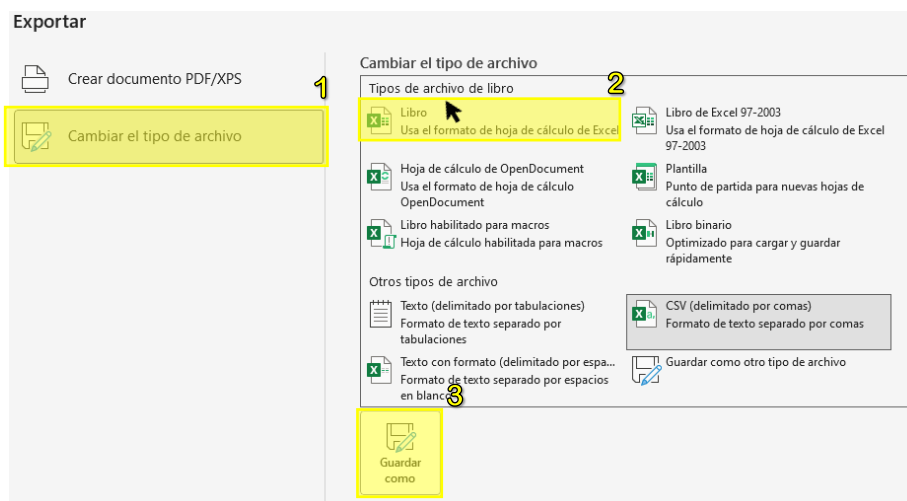 Exportar
Crear documento PDF/XPS
1
Cambiar el tipo de archivo
Cambiar el tipo de archivo
Tipos de archivo de libro
2
Libro
Usa el formato de hoja de cálculo de Excel
Libro de Excel 97-2003
Usa el formato de hoja de cálculo de Excel
97-2003
Hoja de cálculo de OpenDocument
Usa el formato de hoja de cálculo
OpenDocument
Plantilla
Punto de partida para nuevas hojas de
cálculo
Libro habilitado para macros
Hoja de cálculo habilitada para macros
Libro binario
Optimizado para cargar y guardar
rápidamente
Otros tipos de archivo
Texto (delimitado por tabulaciones)
Formato de texto separado por
tabulaciones
CSV (delimitado por comas)
Formato de texto separado por comas
Texto con formato (delimitado por espa...
Formato de texto separado por espacios
en blanco
Guardar como otro tipo de archivo
3
Guardar
como